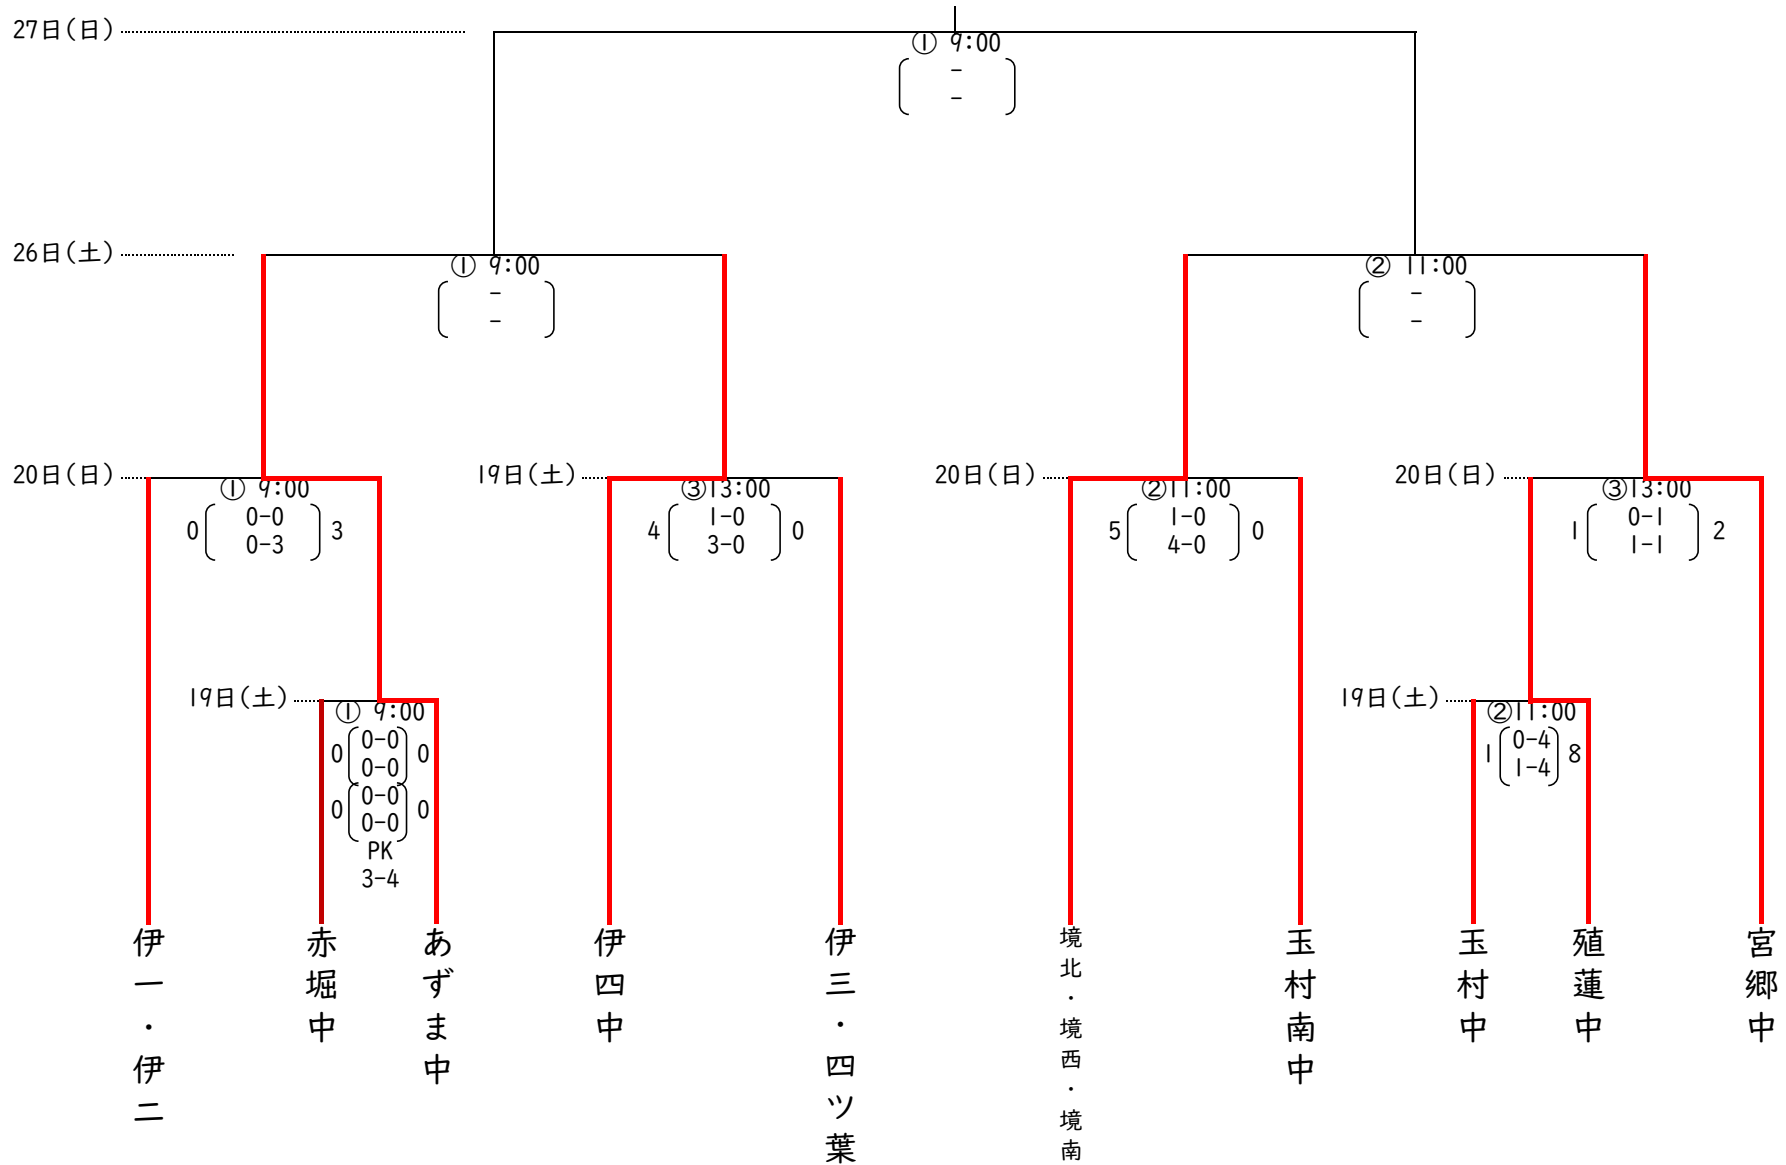 27日(日)
① 9:00
-
-
26日(土)
① 9:00
-
-
② 11:00
-
-
20日(日)
① 9:00
0 0-0 3
0-3
19日(土)
③13:00
4 1-0 0
3-0
20日(日)
②11:00
5 1-0 0
4-0
20日(日)
③13:00
1 0-1 2
1-1
19日(土)
① 9:00
0 0-0 0
0-0
0 0-0 0
0-0
PK
3-4
19日(土)
②11:00
1 0-4 8
1-4
伊一・伊二
赤堀中
あずま中
伊四中
伊三・四ツ葉
境北・境西・境南
玉村南中
玉村中
殖蓮中
宮郷中